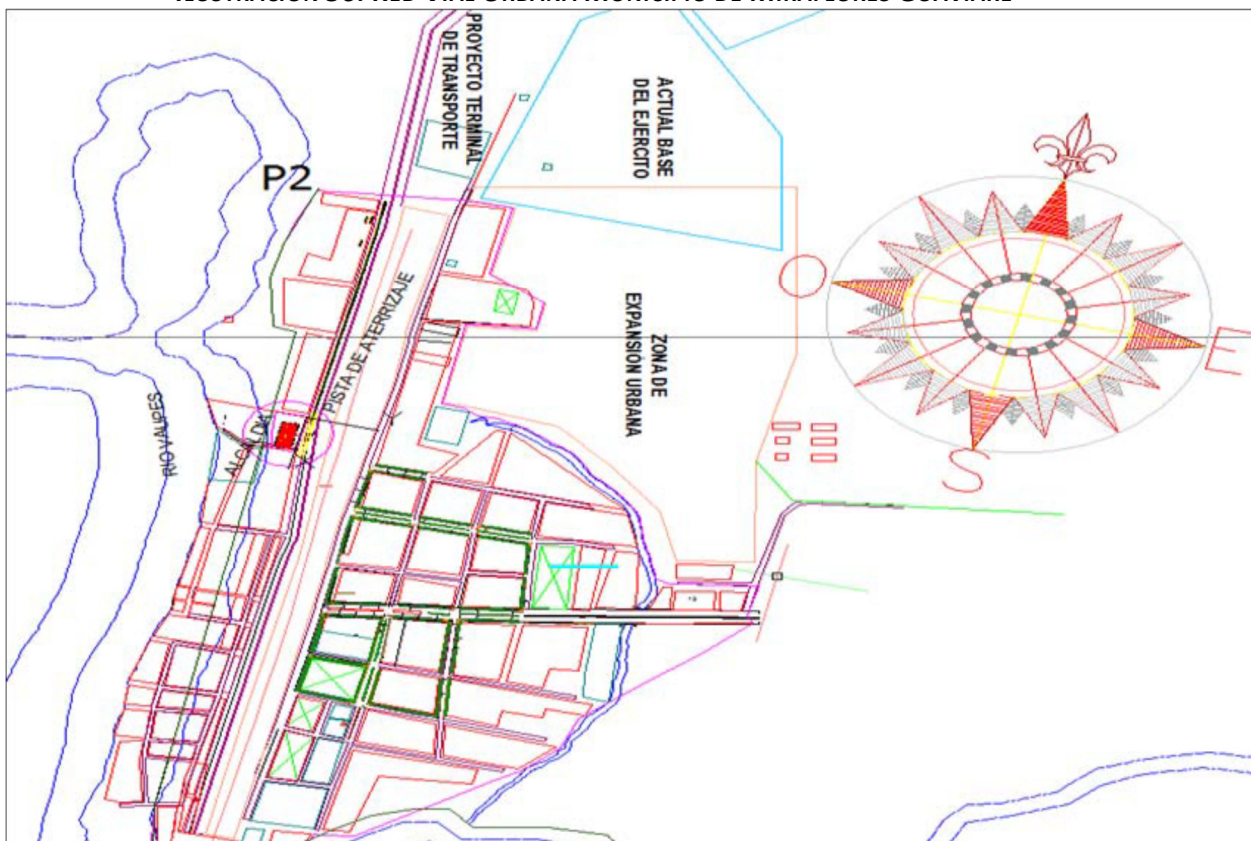 PROYECTO TERMINAL
DE TRANSPORTE
ACTUAL BASE
DEL EJERCITO
P2
PISTA DE ATERRIZAJE
ZONA DE
EXPANSION URBANA
ALCALDIA
RIO VAUPES
O
E
S